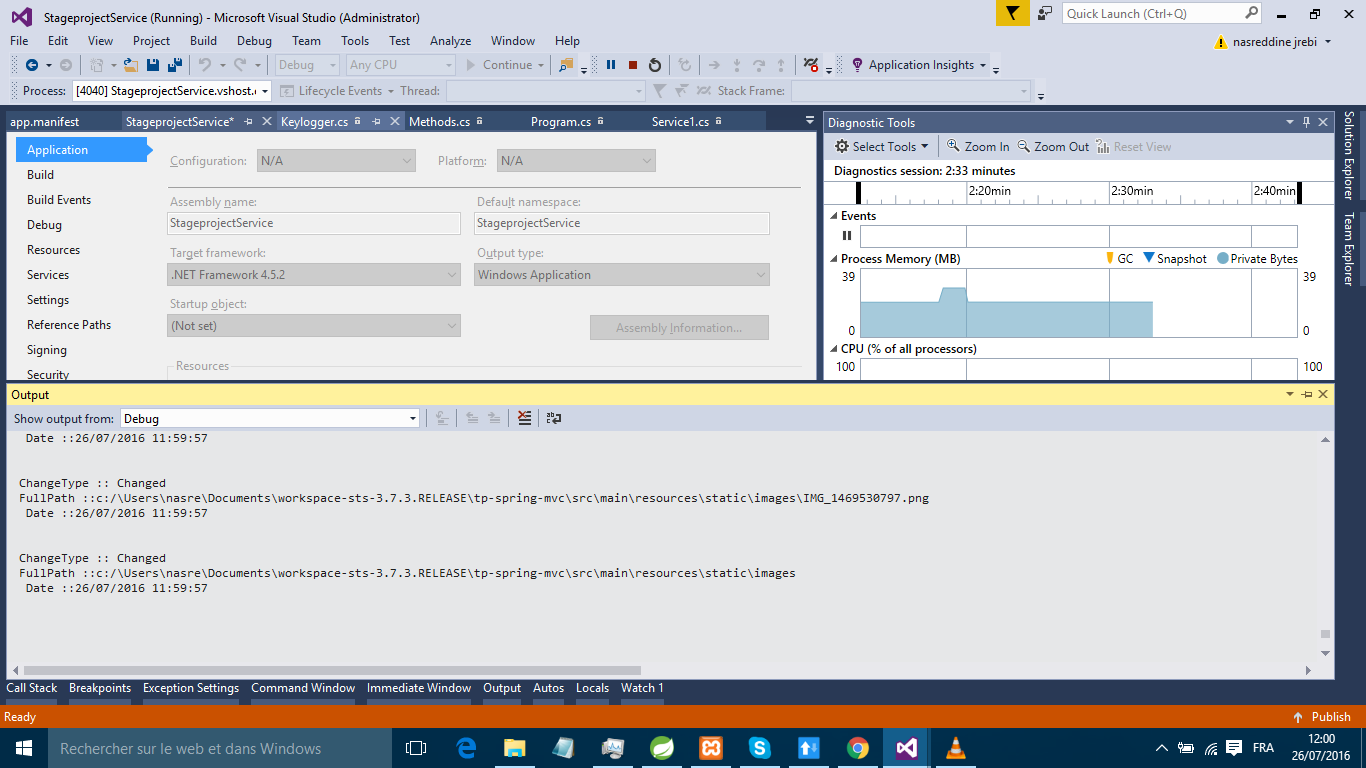 StageprojectService (Running) - Microsoft Visual Studio (Administrator)
Quick Launch (Ctrl+Q)
File Edit View Project Build Debug Team Tools Test Analyze Window Help
nasreddine jrebi
Debug Any CPU Continue Application Insights
Process: [4040] StageprojectService.vshost. Lifecycle Events Thread: Stack Frame:
app.manifest StageprojectService* Keylogger.cs Methods.cs Program.cs Service1.cs
Application
Build
Build Events
Debug
Resources
Services
Settings
Reference Paths
Signing
Security
Configuration: N/A Platform: N/A
Assembly name: Default namespace:
StageprojectService StageprojectService
Target framework: Output type:
.NET Framework 4.5.2 Windows Application
Startup object:
(Not set) Assembly Information...
Resources
Diagnostic Tools
Select Tools Zoom In Zoom Out Reset View
Diagnostics session: 2:33 minutes
2:20min 2:30min 2:40min
Events
Process Memory (MB) GC Snapshot Private Bytes
39 39
0 0
CPU (% of all processors)
100 100
Solution Explorer
Team Explorer
Output
Show output from: Debug
Date ::26/07/2016 11:59:57
ChangeType :: Changed
FullPath ::c:/\Users\nasre\Documents\workspace-sts-3.7.3.RELEASE\tp-spring-mvc\src\main\resources\static\images\IMG_1469530797.png
Date ::26/07/2016 11:59:57
ChangeType :: Changed
FullPath ::c:/\Users\nasre\Documents\workspace-sts-3.7.3.RELEASE\tp-spring-mvc\src\main\resources\static\images
Date ::26/07/2016 11:59:57
Call Stack Breakpoints Exception Settings Command Window Immediate Window Output Autos Locals Watch 1
Ready Publish
Rechercher sur le web et dans Windows
FRA
12:00
26/07/2016